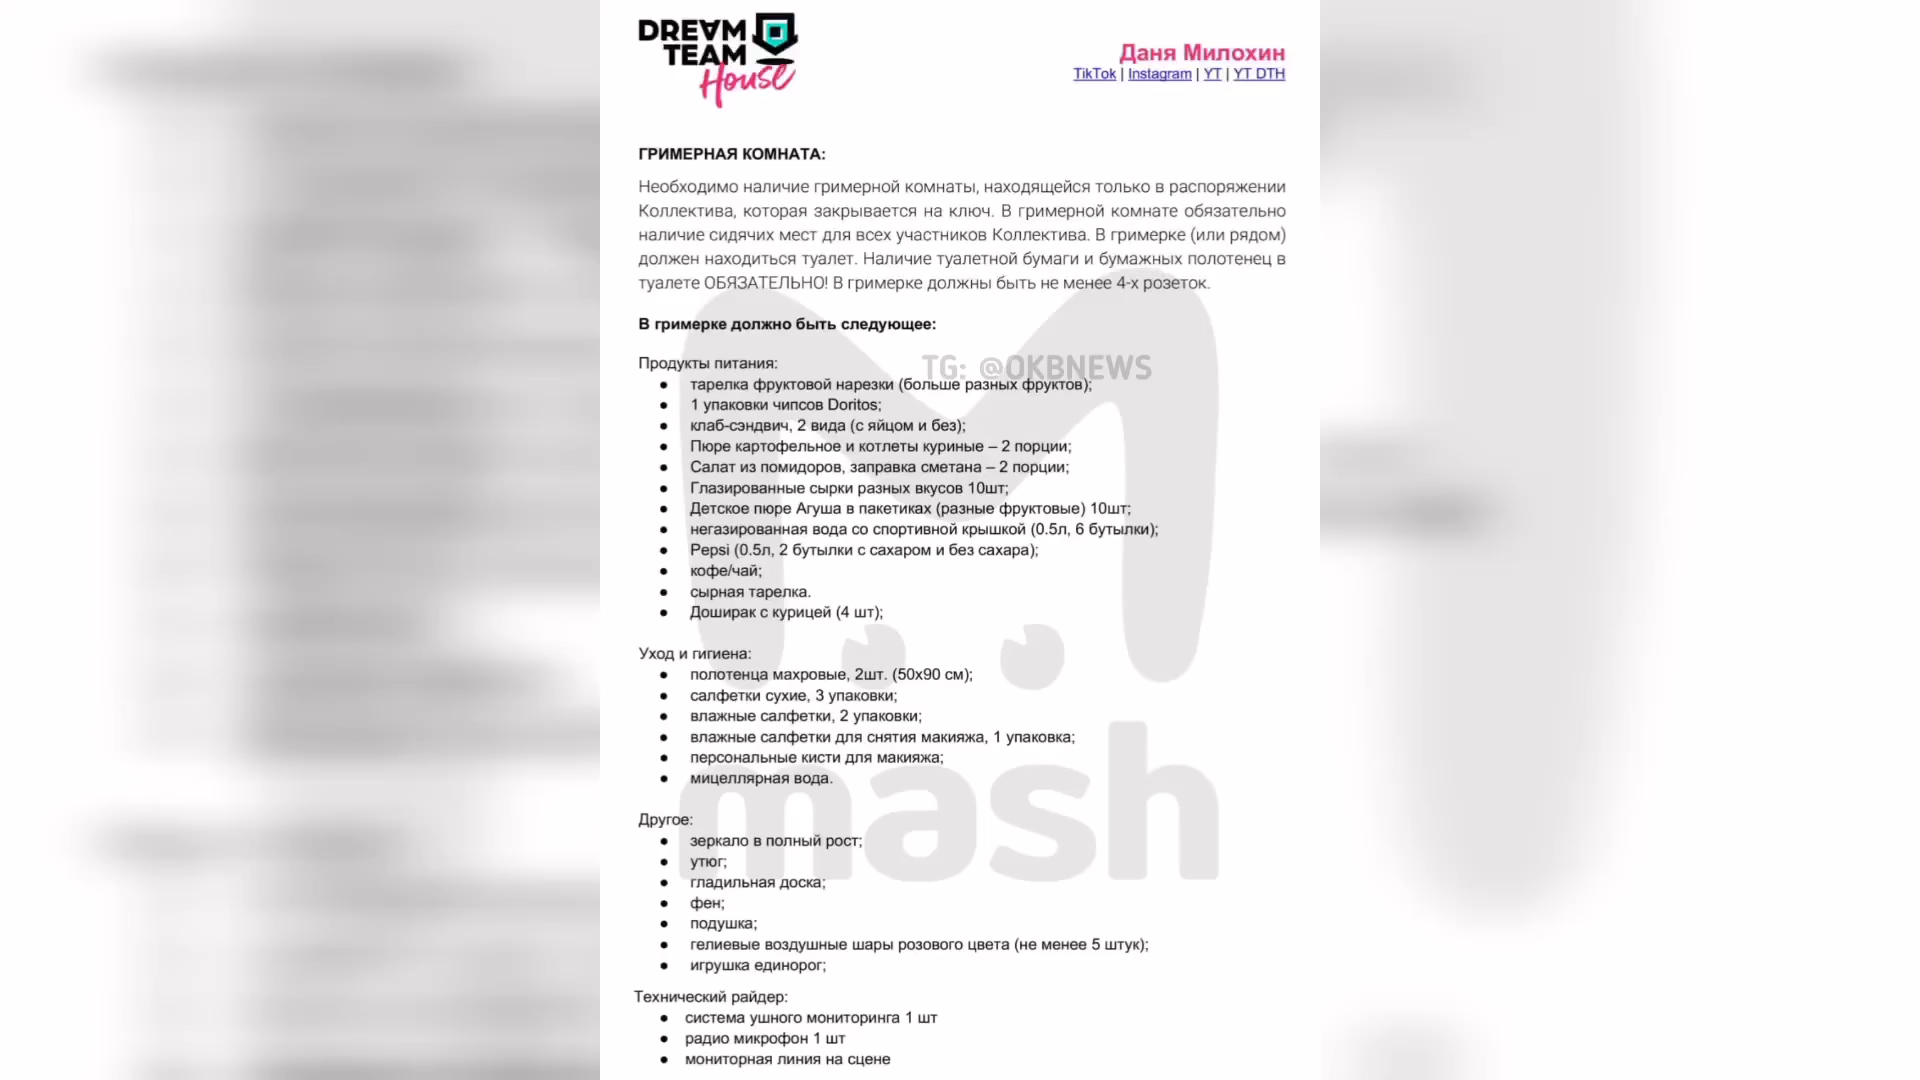 DREAM
TEAM
House
Даня Милохин
TikTok | Instagram | YT | YT DTH
ГРИМЕРНАЯ КОМНАТА:
Необходимо наличие гримерной комнаты, находящейся только в распоряжении
Коллектива, которая закрывается на ключ. В гримерной комнате обязательно
наличие сидячих мест для всех участников Коллектива. В гримерке (или рядом)
должен находиться туалет. Наличие туалетной бумаги и бумажных полотенец в
туалете ОБЯЗАТЕЛЬНО! В гримерке должны быть не менее 4-х розеток.
В гримерке должно быть следующее:
TG: @OKBNEWS
Продукты питания:
● тарелка фруктовой нарезки (больше разных фруктов);
● 1 упаковки чипсов Doritos;
● клаб-сэндвич, 2 вида (с яйцом и без);
● Пюре картофельное и котлеты куриные – 2 порции;
● Салат из помидоров, заправка сметана – 2 порции;
● Глазированные сырки разных вкусов 10шт;
● Детское пюре Агуша в пакетиках (разные фруктовые) 10шт;
● негазированная вода со спортивной крышкой (0.5л, 6 бутылки);
● Pepsi (0.5л, 2 бутылки с сахаром и без сахара);
● кофе/чай;
● сырная тарелка.
● Доширак с курицей (4 шт);
Уход и гигиена:
● полотенца махровые, 2шт. (50х90 см);
● салфетки сухие, 3 упаковки;
● влажные салфетки, 2 упаковки;
● влажные салфетки для снятия макияжа, 1 упаковка;
● персональные кисти для макияжа;
● мицеллярная вода.
mash
Другое:
● зеркало в полный рост;
● утюг;
● гладильная доска;
● фен;
● подушка;
● гелиевые воздушные шары розового цвета (не менее 5 штук);
● игрушка единорог;
Технический райдер:
● система ушного мониторинга 1 шт
● радио микрофон 1 шт
● мониторная линия на сцене